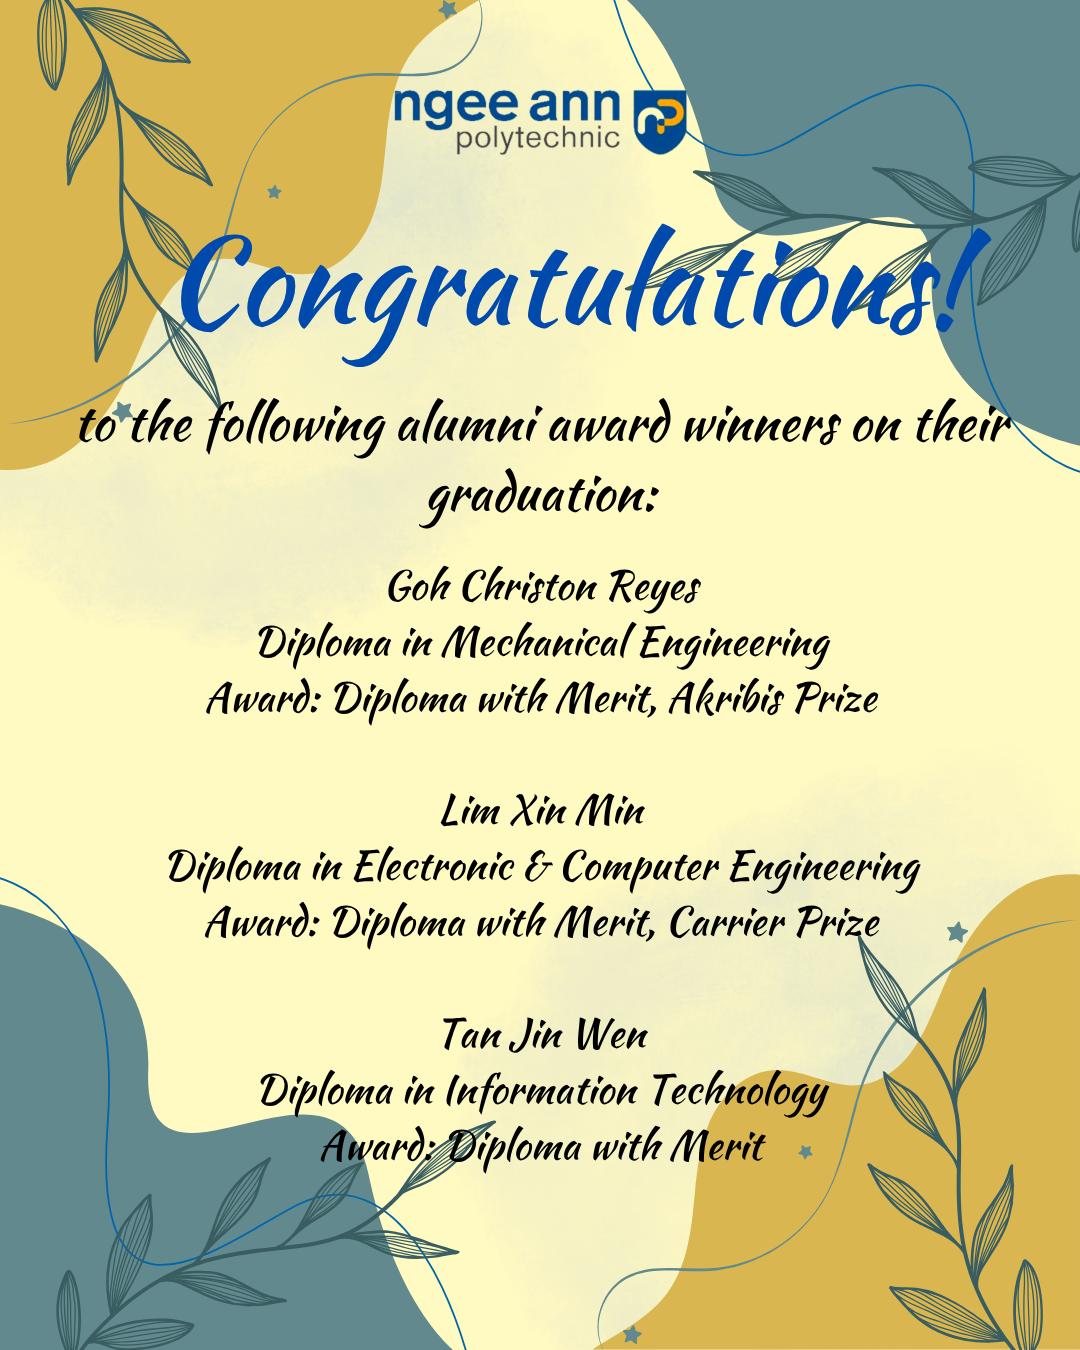 ngee ann
polytechnic
Congratulations!
to the following alumni award winners on their
graduation:
Goh Christon Reyes
Diploma in Mechanical Engineering
Award: Diploma with Merit, Akribis Prize
Lim Xin Min
Diploma in Electronic & Computer Engineering
Award: Diploma with Merit, Carrier Prize
Tan Jin Wen
Diploma in Information Technology
Award: Diploma with Merit